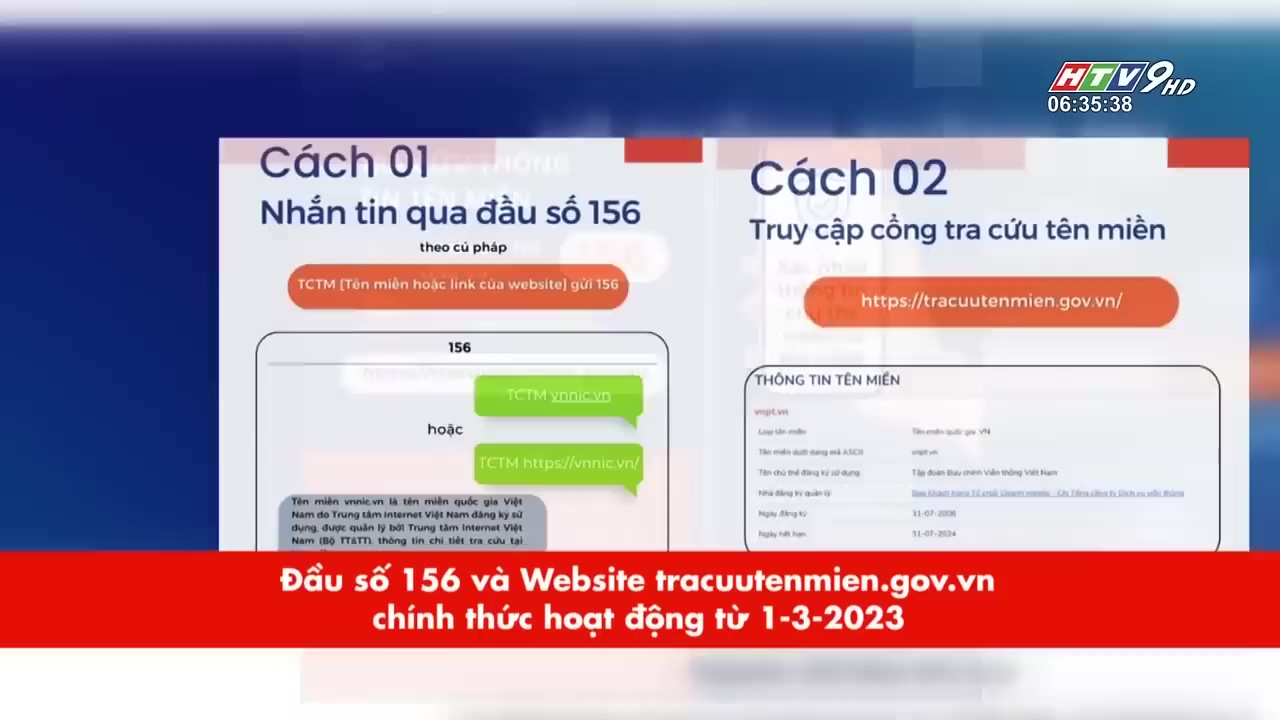 HTV9 HD
06:35:38
Cách 01
Nhắn tin qua đầu số 156
theo cú pháp
TCTM [Tên miền hoặc link của website] gửi 156
156
TCTM vnnic.vn
hoặc
TCTM https://vnnic.vn/
Tên miền vnnic.vn là tên miền quốc gia Việt
Nam do Trung tâm Internet Việt Nam đăng ký sử
dụng, được quản lý bởi Trung tâm Internet Việt
Nam (Bộ TT&TT), thông tin chi tiết tra cứu tại
Cách 02
Truy cập cổng tra cứu tên miền
https://tracuutenmien.gov.vn/
THÔNG TIN TÊN MIỀN
vnpt.vn
Loại tên miền Tên miền quốc gia .VN
Tên miền dưới dạng mã ASCII vnpt.vn
Tên chủ thể đăng ký sử dụng Tập đoàn Bưu chính Viễn thông Việt Nam
Nhà đăng ký quản lý
Ngày đăng ký 31-07-2006
Ngày hết hạn 31-07-2024
Đầu số 156 và Website tracuutenmien.gov.vn
chính thức hoạt động từ 1-3-2023